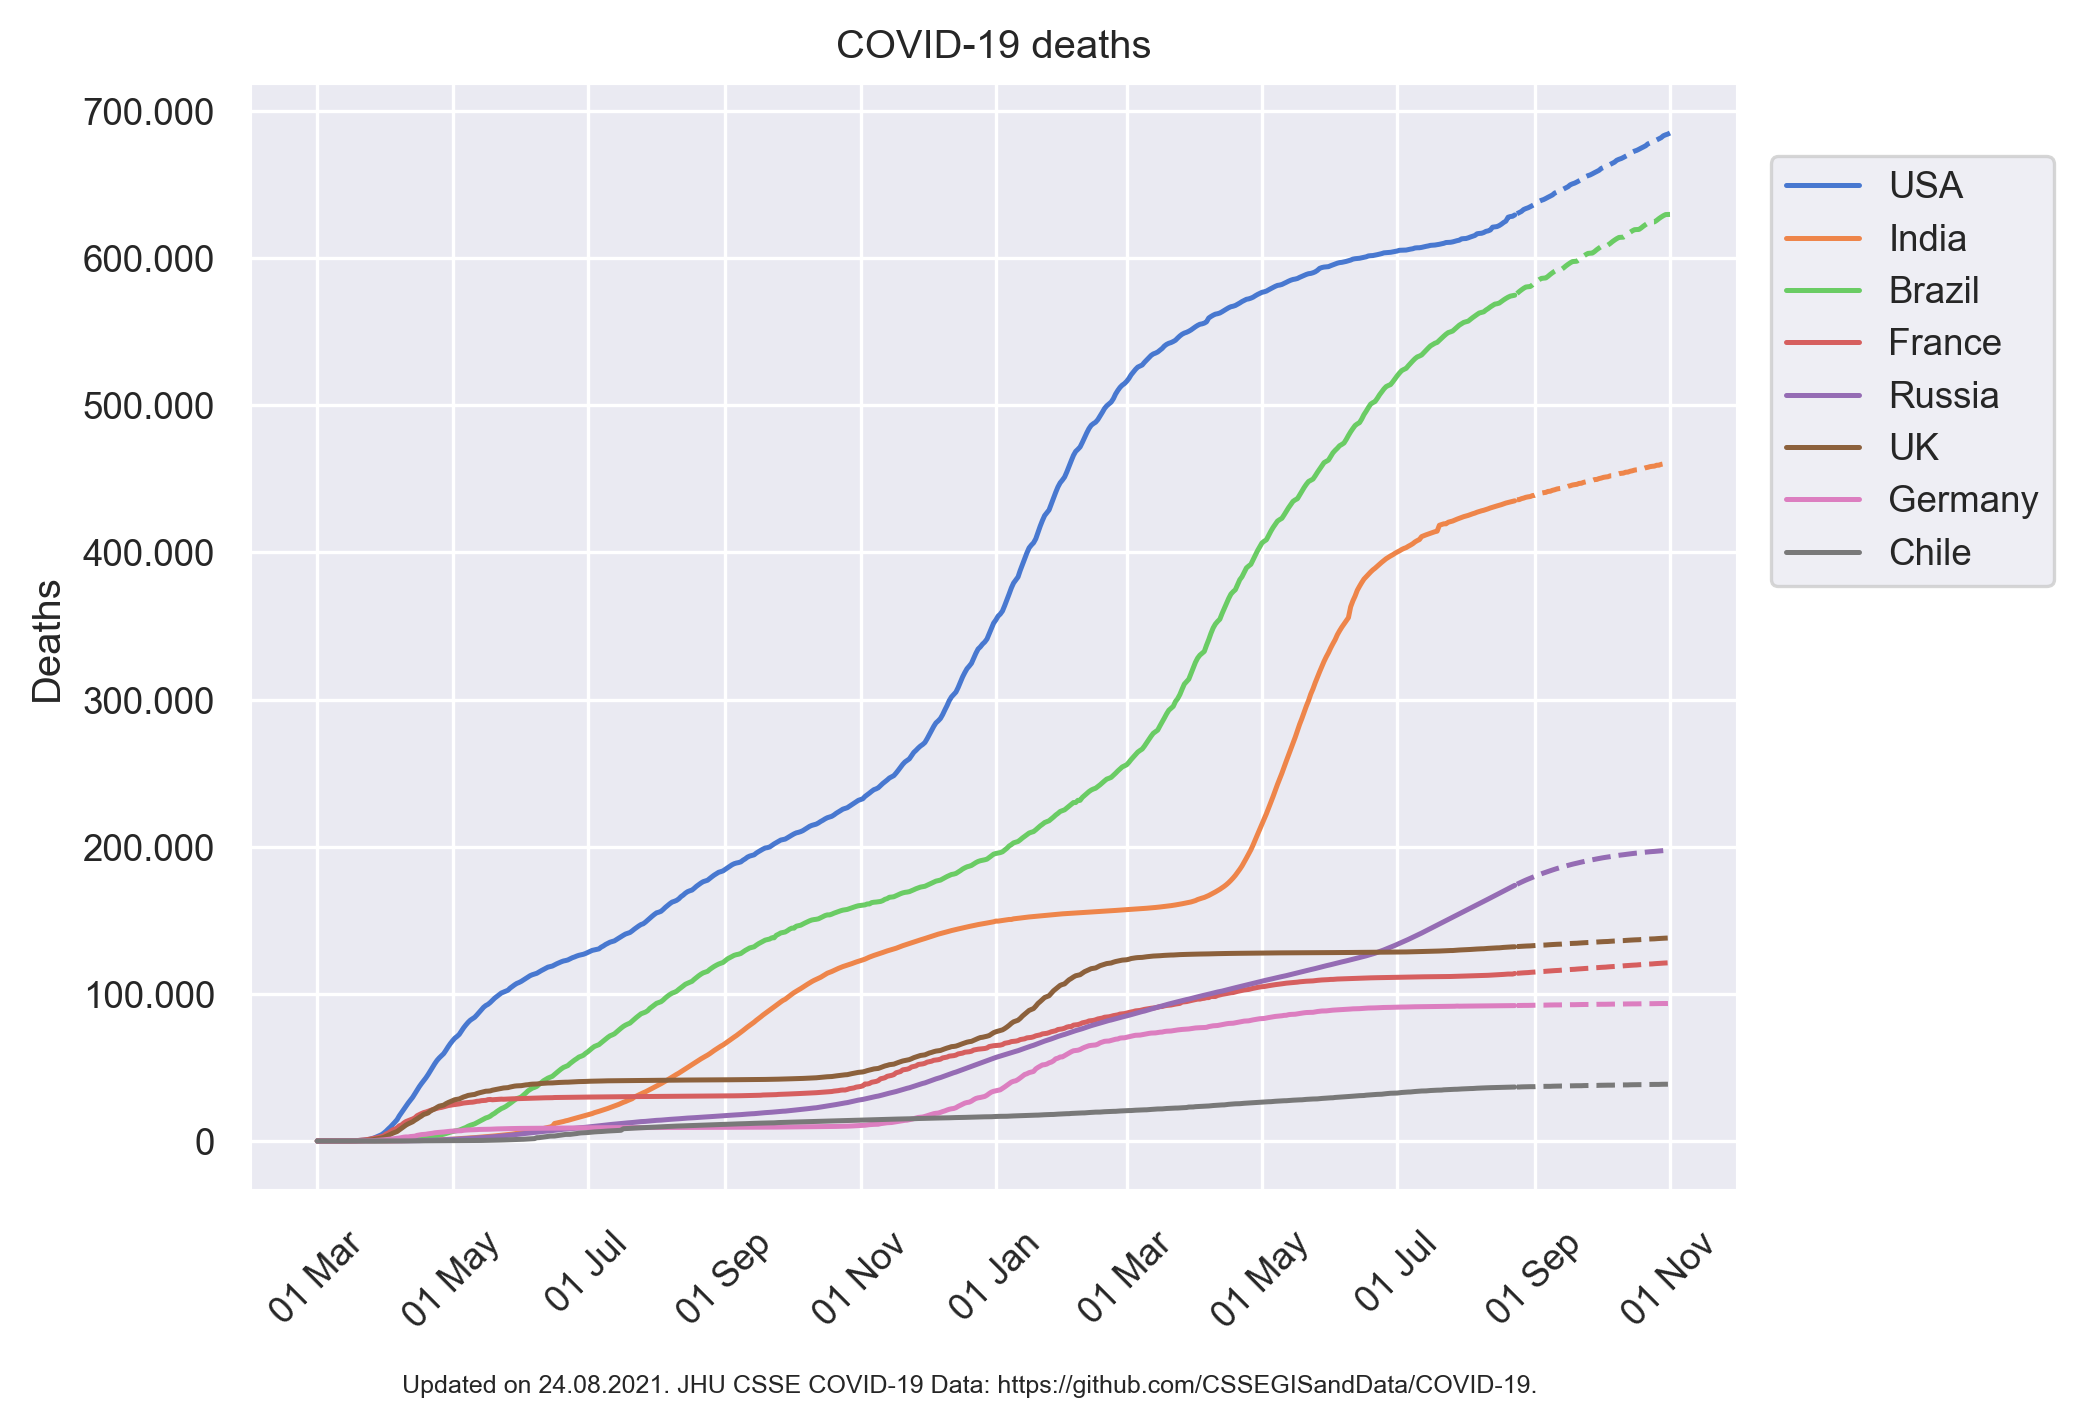 COVID-19 deaths
700.000
600.000
500.000
400.000
300.000
200.000
100.000
0
Deaths
01 Mar
01 May
01 Jul
01 Sep
01 Nov
01 Jan
01 Mar
01 May
01 Jul
01 Sep
01 Nov
USA
India
Brazil
France
Russia
UK
Germany
Chile
Updated on 24.08.2021. JHU CSSE COVID-19 Data: https://github.com/CSSEGISandData/COVID-19.